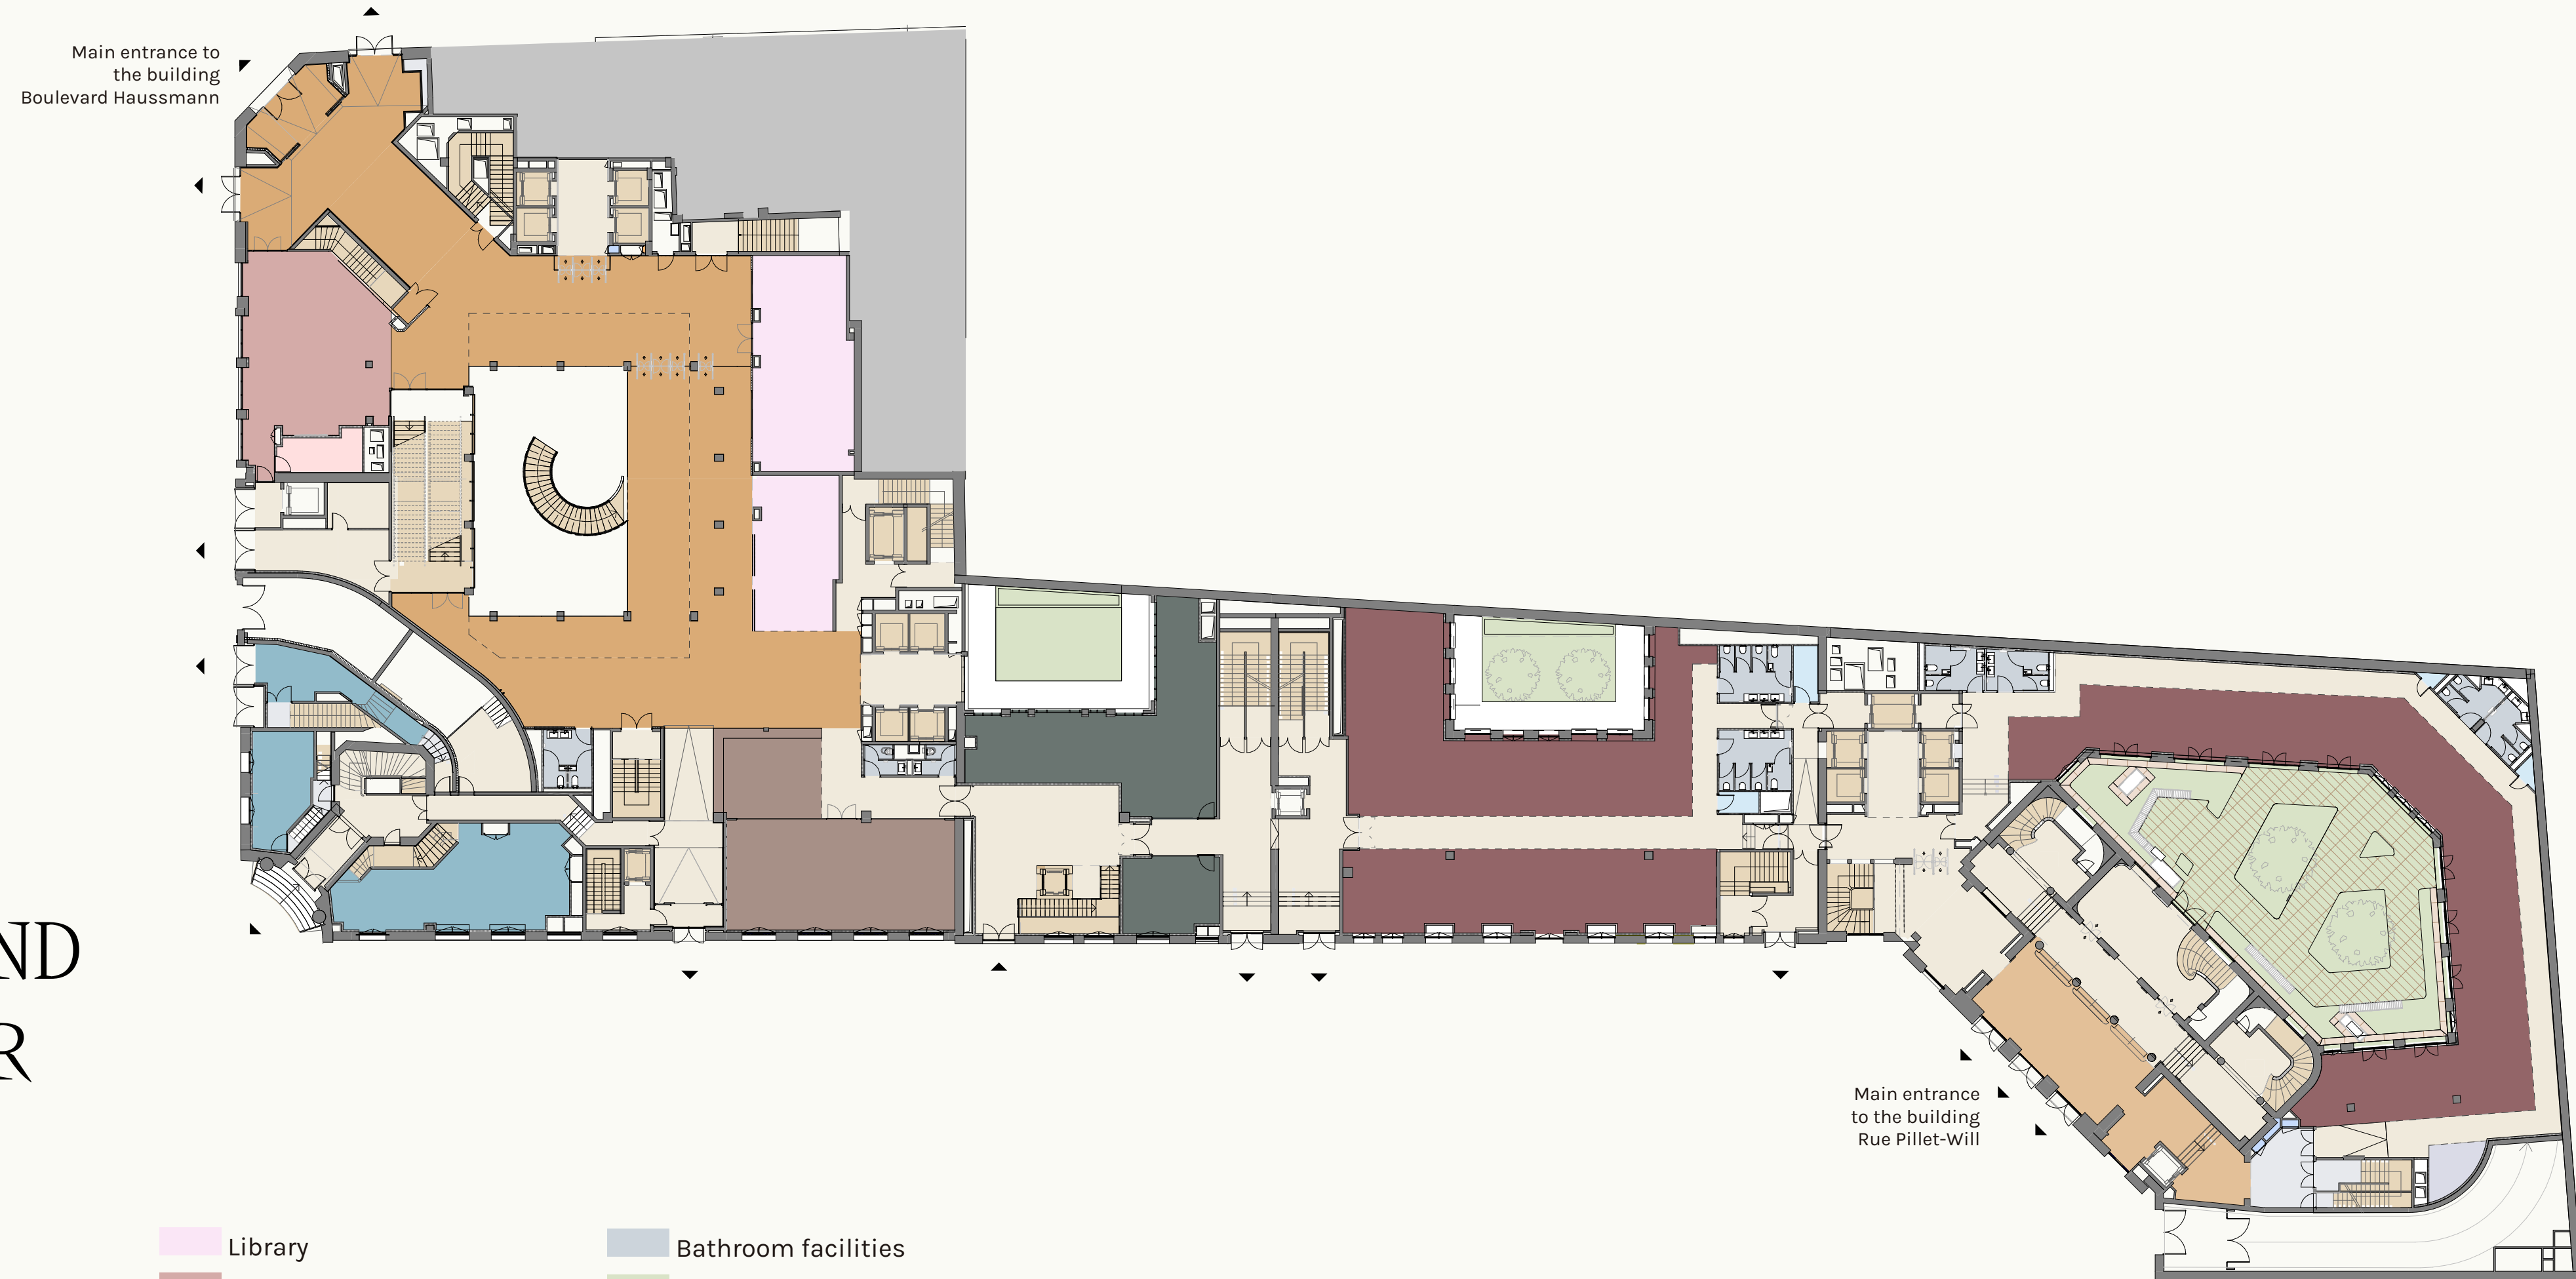 Main entrance to
the building
Boulevard Haussmann
ND
R
Main entrance
to the building
Rue Pillet-Will
Library
Bathroom facilities